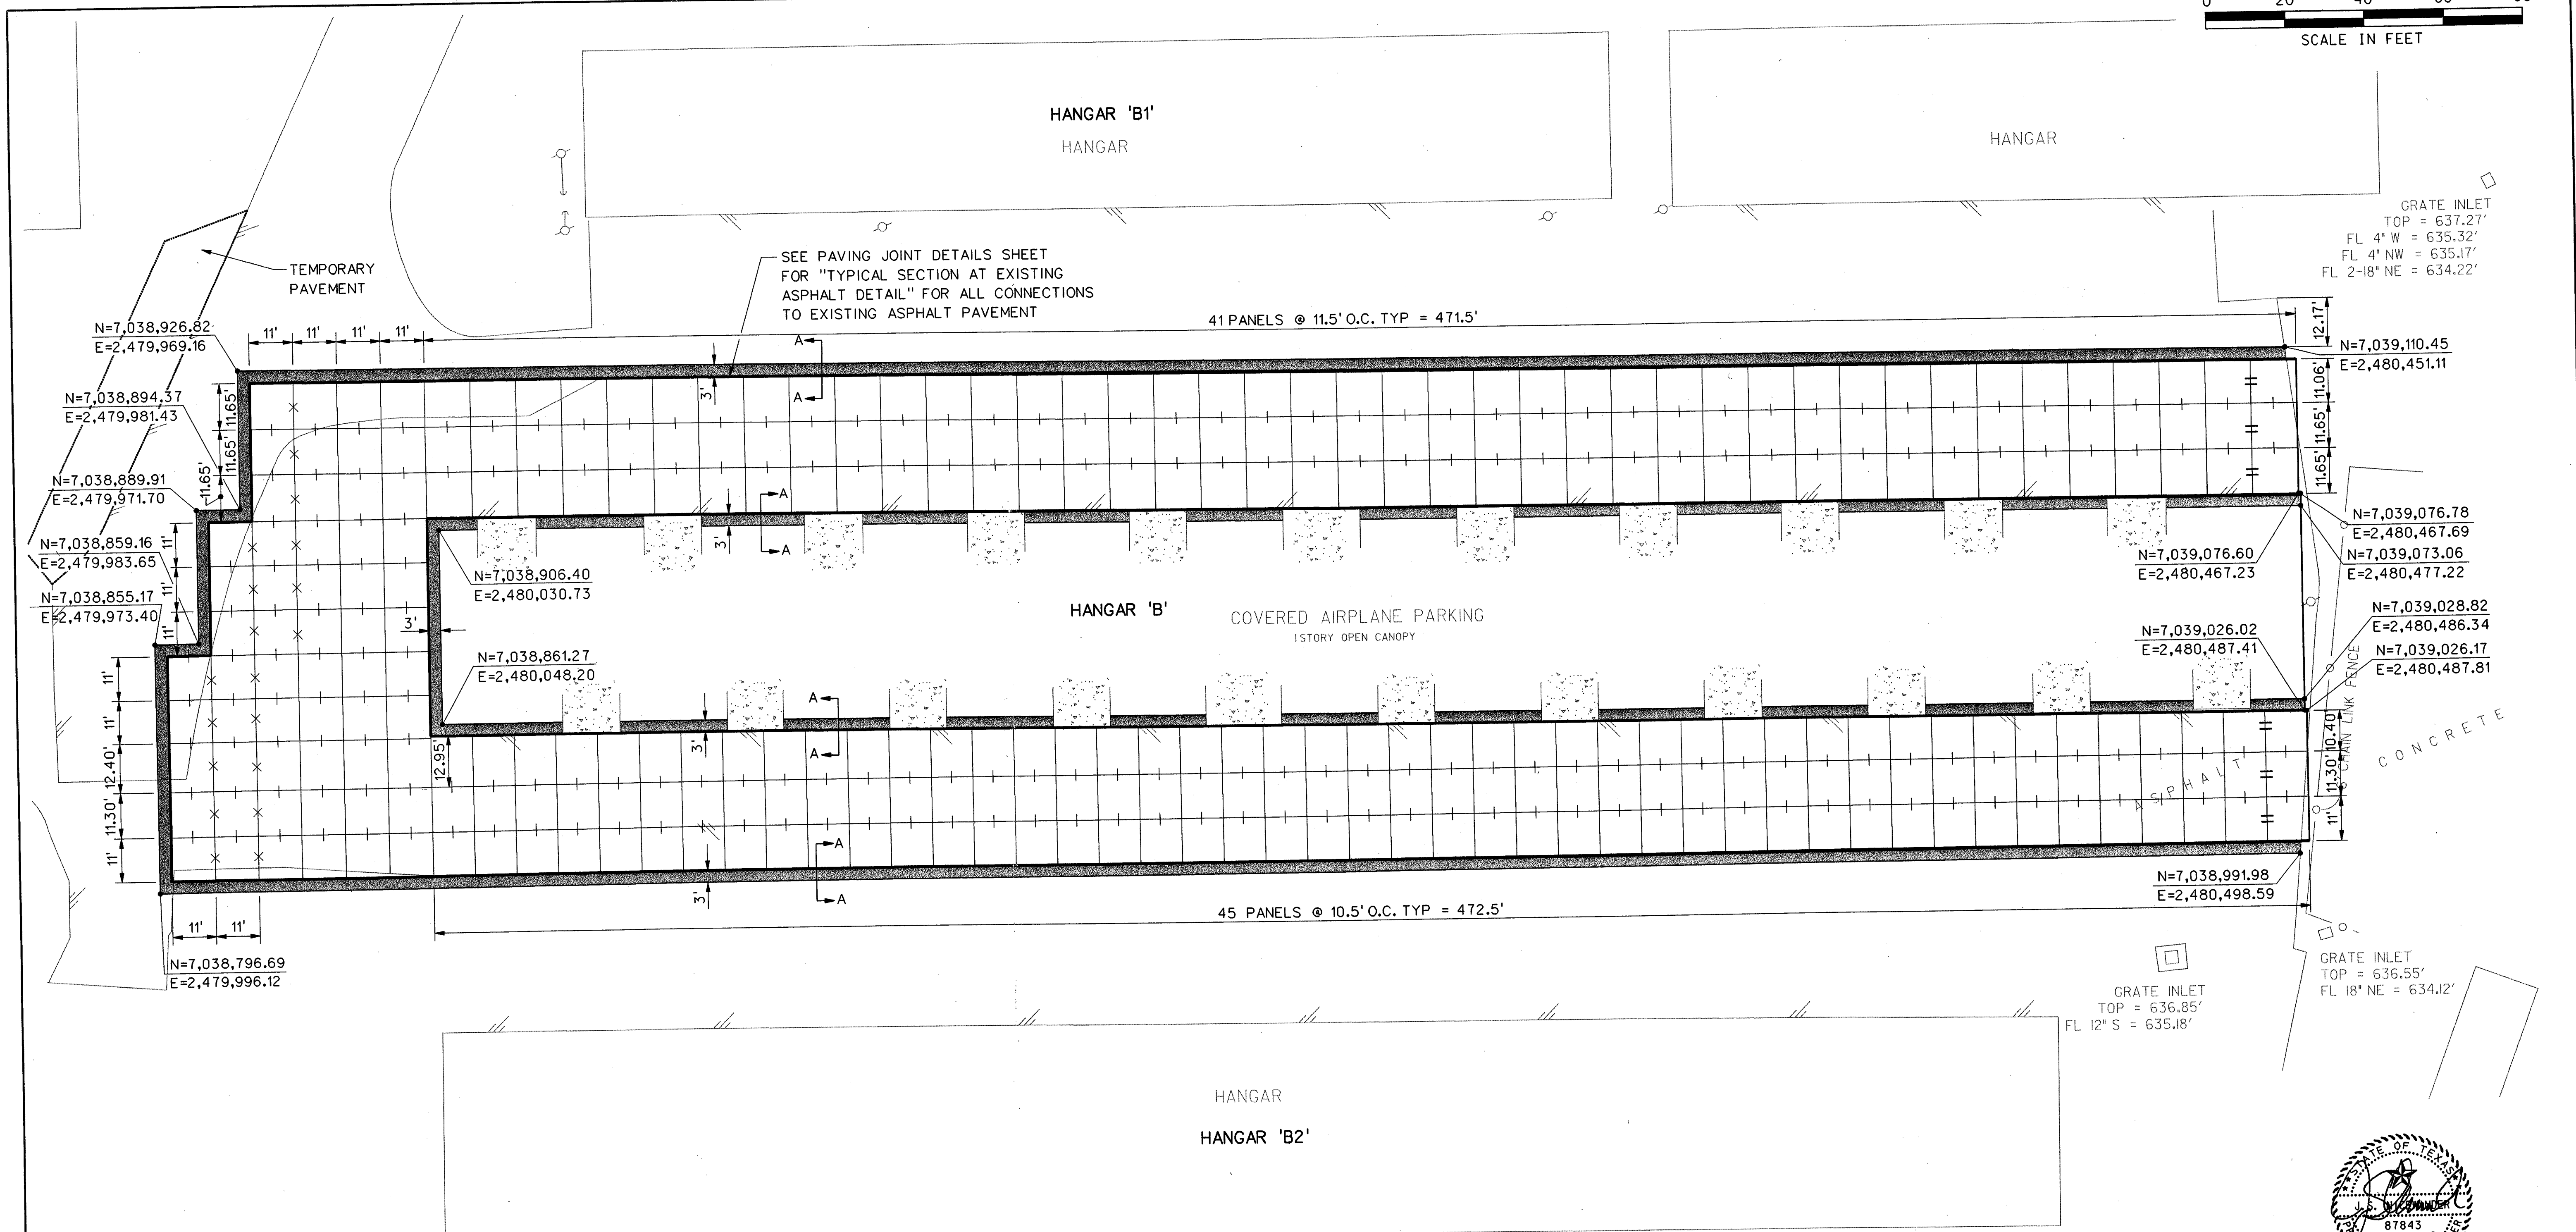 0 20 40 60 80
SCALE IN FEET
HANGAR 'B1'
HANGAR
HANGAR
GRATE INLET
TOP = 637.27'
FL 4" W = 635.32'
FL 4" NW = 635.17'
FL 2-18" NE = 634.22'
TEMPORARY
PAVEMENT
SEE PAVING JOINT DETAILS SHEET
FOR "TYPICAL SECTION AT EXISTING
ASPHALT DETAIL" FOR ALL CONNECTIONS
TO EXISTING ASPHALT PAVEMENT
41 PANELS @ 11.5' O.C. TYP = 471.5'
12.17'
N=7,038,926.82
E=2,479,969.16
11'
11'
11'
11'
A
A
3'
N=7,039,110.45
E=2,480,451.11
N=7,038,894.37
E=2,479,981.43
11.65'
11.65'
11.65'
11.06'
11.65'
11.65'
N=7,038,889.91
E=2,479,971.70
A
A
3'
N=7,039,076.78
E=2,480,467.69
N=7,038,859.16
E=2,479,983.65
11'
11'
11'
N=7,039,076.60
E=2,480,467.23
N=7,039,073.06
E=2,480,477.22
N=7,038,906.40
E=2,480,030.73
N=7,038,855.17
E=2,479,973.40
3'
HANGAR 'B'
COVERED AIRPLANE PARKING
1STORY OPEN CANOPY
N=7,039,028.82
E=2,480,486.34
N=7,039,026.02
E=2,480,487.41
N=7,039,026.17
E=2,480,487.81
N=7,038,861.27
E=2,480,048.20
11'
11'
12.40'
11.30'
11'
A
A
3'
12.95'
10.40'
11.30'
11'
CHAIN LINK FENCE
ASPHALT
CONCRETE
A
A
3'
N=7,038,991.98
E=2,480,498.59
45 PANELS @ 10.5' O.C. TYP = 472.5'
11'
11'
N=7,038,796.69
E=2,479,996.12
GRATE INLET
TOP = 636.55'
FL 18" NE = 634.12'
GRATE INLET
TOP = 636.85'
FL 12" S = 635.18'
HANGAR
HANGAR 'B2'
STATE OF TEXAS
87843